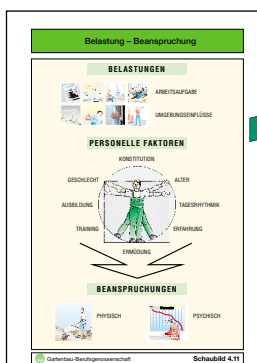 Belastung – Beanspruchung
BELASTUNGEN
ARBEITSAUFGABE
UMGEBUNGSEINFLÜSSE
PERSONELLE FAKTOREN
KONSTITUTION
GESCHLECHT
ALTER
AUSBILDUNG
TAGESRHYTHMIK
TRAINING
ERFAHRUNG
ERMÜDUNG
BEANSPRUCHUNGEN
PHYSISCH
PSYCHISCH
Gartenbau-Berufsgenossenschaft
Schaubild 4.11